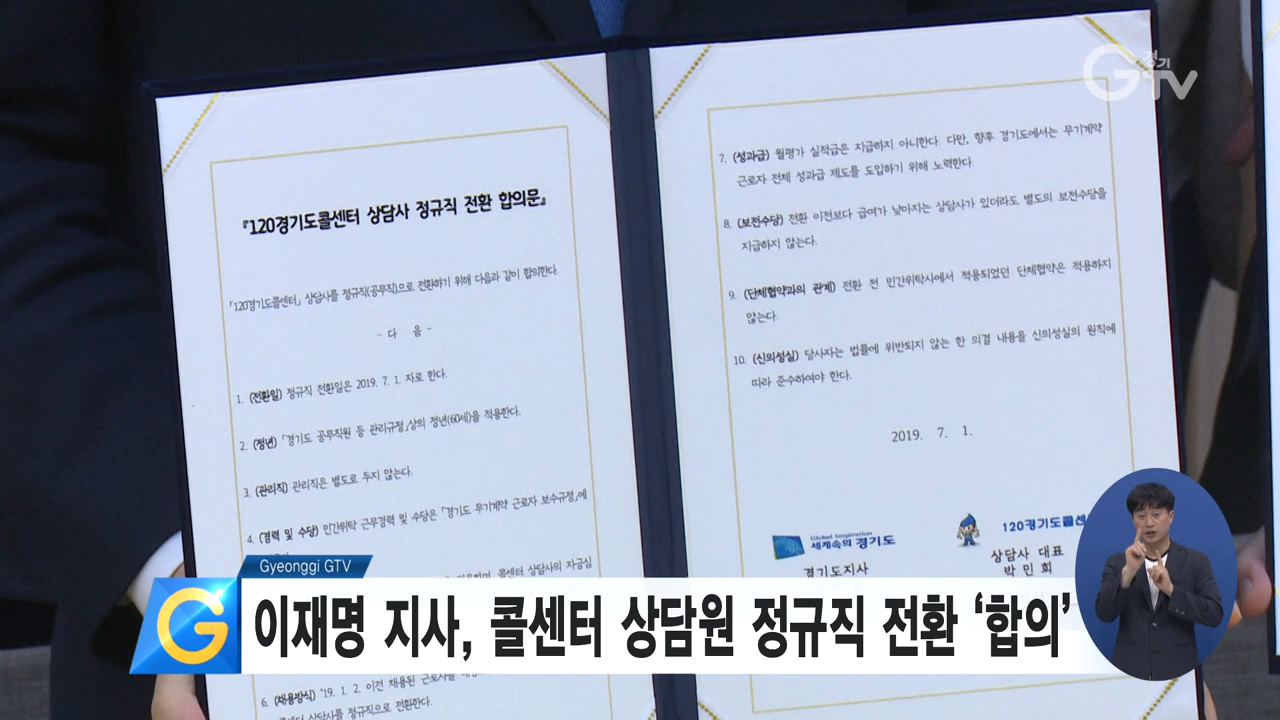 경기
GTV
『120경기도콜센터 상담사 정규직 전환 합의문』
「120경기도콜센터」 상담사를 정규직(공무직)으로 전환하기 위해 다음과 같이 합의한다.
- 다 음 -
1. (전환일) 정규직 전환일은 2019. 7. 1. 자로 한다.
2. (정년) 「경기도 공무직원 등 관리규정」상의 정년(60세)을 적용한다.
3. (관리직) 관리직은 별도로 두지 않는다.
4. (경력 및 수당) 민간위탁 근무경력 및 수당은 「경기도 무기계약 근로자 보수규정」에
콜센터 상담사의 자긍심
6. (채용방식) '19. 1. 2. 이전 채용된 근로자를
콜센터 상담사를 정규직으로 전환한다.
7. (성과급) 월평가 실적급은 지급하지 아니한다. 다만, 향후 경기도에서는 무기계약
근로자 전체 성과급 제도를 도입하기 위해 노력한다.
8. (보전수당) 전환 이전보다 급여가 낮아지는 상담사가 있더라도 별도의 보전수당을
지급하지 않는다.
9. (단체협약과의 관계) 전환 전 민간위탁사에서 적용되었던 단체협약은 적용하지
않는다.
10. (신의성실) 당사자는 법률에 위반되지 않는 한 의결 내용을 신의성실의 원칙에
따라 준수하여야 한다.
2019. 7. 1.
Global Inspiration
세계속의 경기도
경기도지사
120경기도콜센
상담사 대표
박 민 희
Gyeonggi GTV
G
이재명 지사, 콜센터 상담원 정규직 전환 ‘합의’